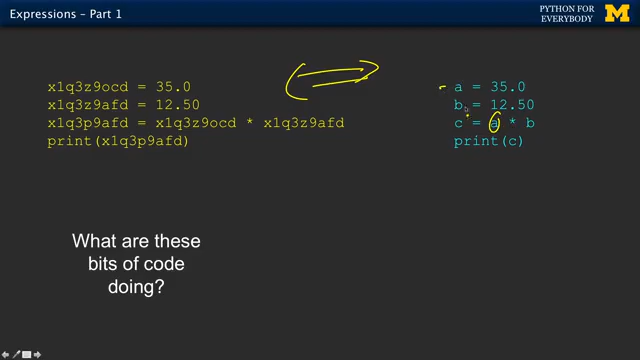 Expressions – Part 1
PYTHON FOR
EVERYBODY
M
x1q3z9ocd = 35.0
x1q3z9afd = 12.50
x1q3p9afd = x1q3z9ocd * x1q3z9afd
print(x1q3p9afd)
a = 35.0
b = 12.50
c = a * b
print(c)
What are these
bits of code
doing?